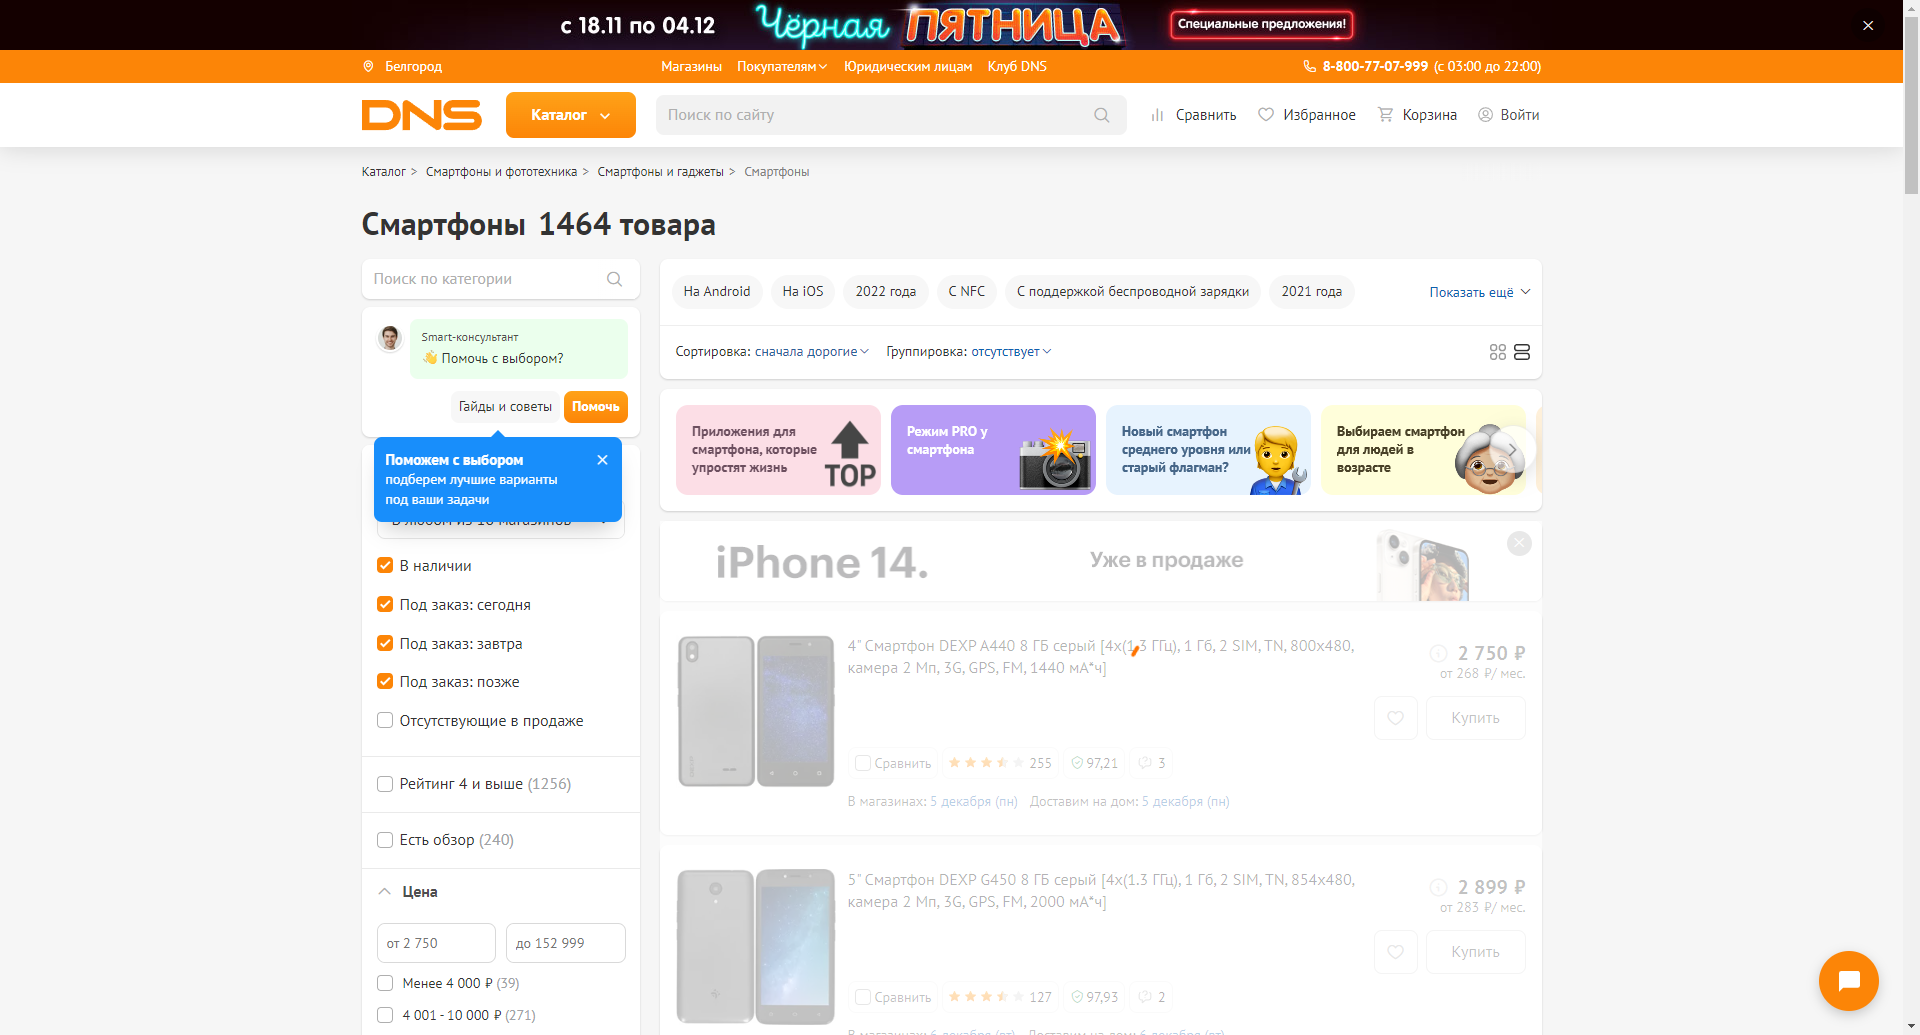 с 18.11 по 04.12
Чёрная ПЯТНИЦА
Специальные предложения!
Белгород
Магазины
Покупателям
Юридическим лицам
Клуб DNS
8-800-77-07-999 (с 03:00 до 22:00)
DNS
Каталог
Поиск по сайту
Сравнить
Избранное
Корзина
Войти
Каталог > Смартфоны и фототехника > Смартфоны и гаджеты > Смартфоны
Смартфоны 1464 товара
Поиск по категории
Smart-консультант
Помочь с выбором?
Гайды и советы
Помочь
Поможем с выбором
подберем лучшие варианты
под ваши задачи
В наличии
Под заказ: сегодня
Под заказ: завтра
Под заказ: позже
Отсутствующие в продаже
Рейтинг 4 и выше (1256)
Есть обзор (240)
Цена
от 2 750
до 152 999
Менее 4 000 ₽ (39)
4 001 - 10 000 ₽ (271)
На Android
На iOS
2022 года
С NFC
С поддержкой беспроводной зарядки
2021 года
Показать ещё
Сортировка: сначала дорогие
Группировка: отсутствует
Приложения для
смартфона, которые
упростят жизнь
TOP
Режим PRO у
смартфона
Новый смартфон
среднего уровня или
старый флагман?
Выбираем смартфон
для людей в
возрасте
iPhone 14.
Уже в продаже
4" Смартфон DEXP A440 8 ГБ серый [4x(1.3 ГГц), 1 Гб, 2 SIM, TN, 800x480,
камера 2 Мп, 3G, GPS, FM, 1440 мА*ч]
2 750 ₽
от 268 ₽/ мес.
Купить
Сравнить
255
97,21
3
В магазинах: 5 декабря (пн)
Доставим на дом: 5 декабря (пн)
5" Смартфон DEXP G450 8 ГБ серый [4x(1.3 ГГц), 1 Гб, 2 SIM, TN, 854x480,
камера 2 Мп, 3G, GPS, FM, 2000 мА*ч]
2 899 ₽
от 283 ₽/ мес.
Купить
Сравнить
127
97,93
2